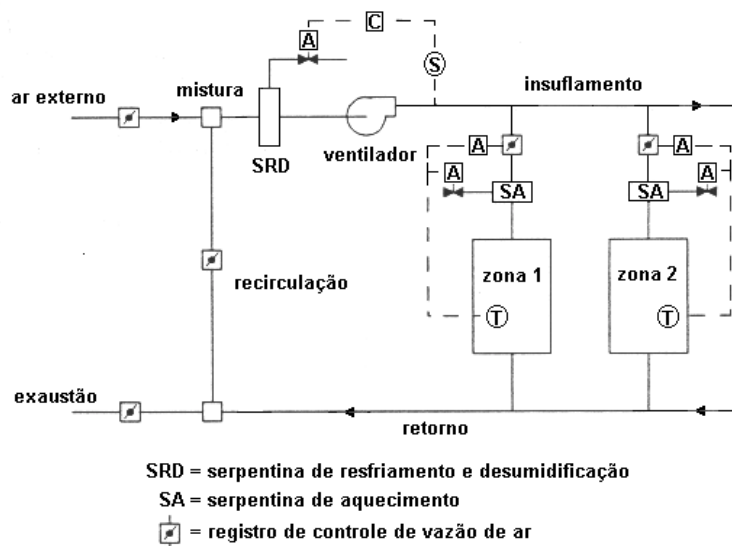 A
C
S
mistura
ar externo
insuflamento
SRD
ventilador
A
A
A
A
SA
SA
zona 1
zona 2
recirculação
T
T
exaustão
retorno
SRD = serpentina de resfriamento e desumidificação
SA = serpentina de aquecimento
= registro de controle de vazão de ar